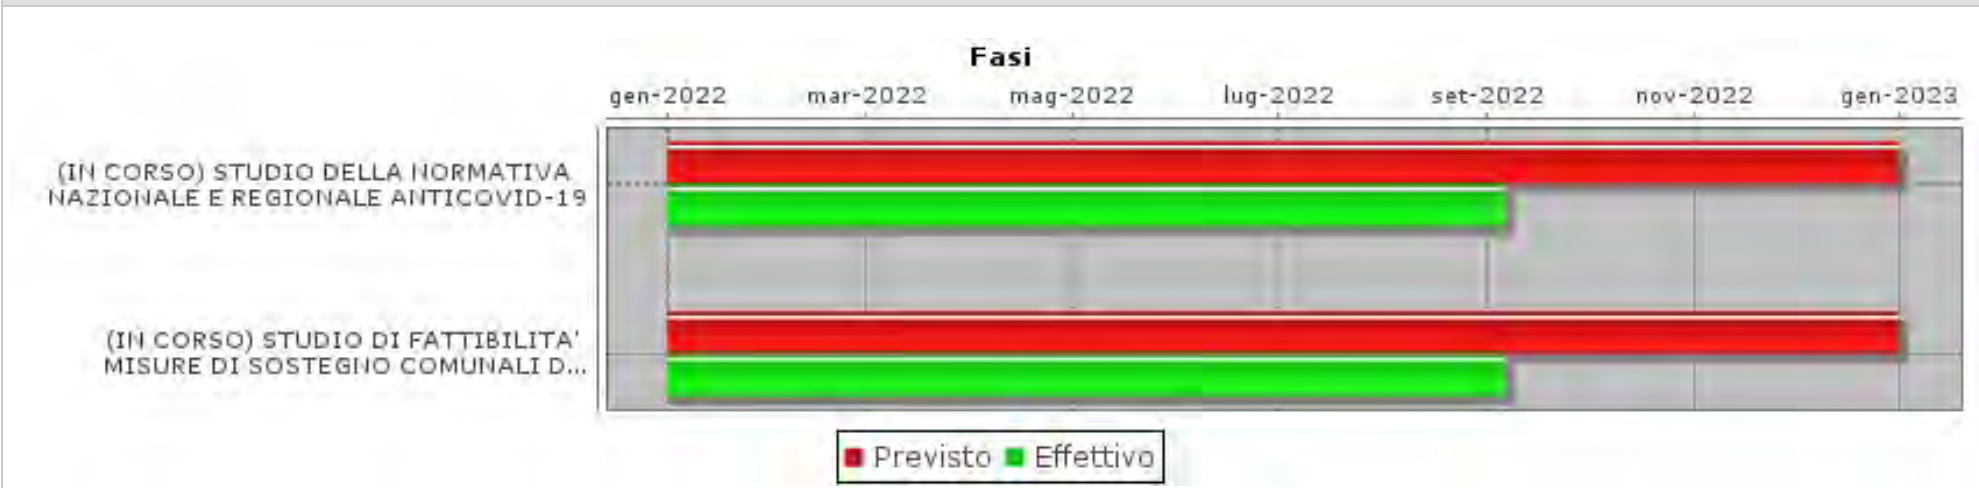 Fasi
gen-2022 mar-2022 mag-2022 lug-2022 set-2022 nov-2022 gen-2023
(IN CORSO) STUDIO DELLA NORMATIVA
NAZIONALE E REGIONALE ANTICOVID-19
(IN CORSO) STUDIO DI FATTIBILITA'
MISURE DI SOSTEGNO COMUNALI D...
Previsto Effettivo